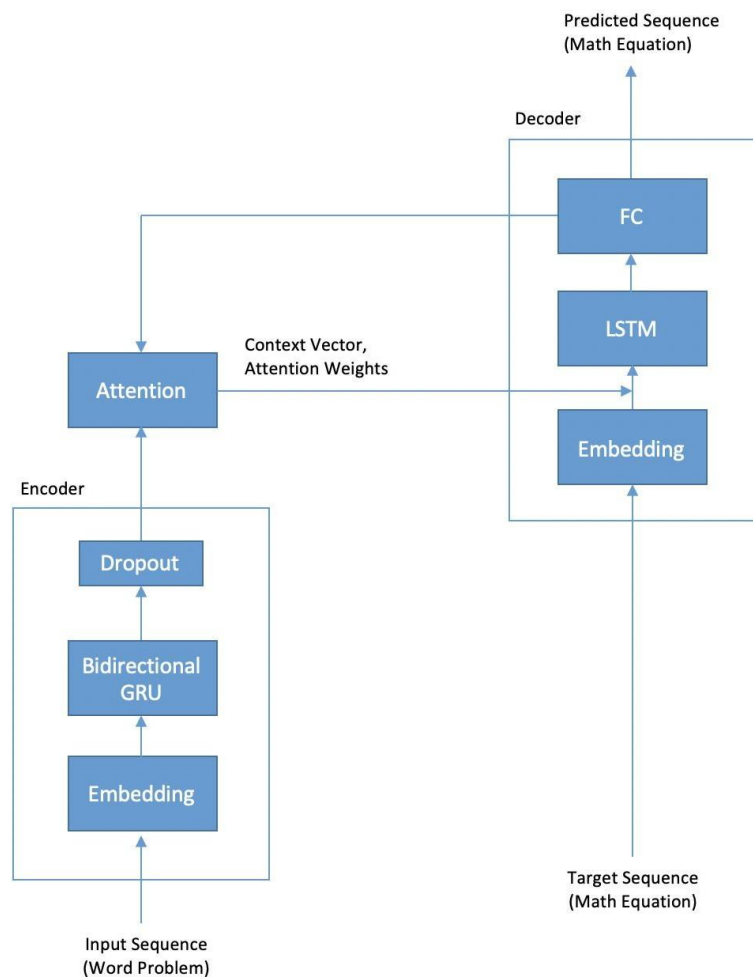 Predicted Sequence
(Math Equation)
Decoder
FC
LSTM
Context Vector,
Attention Weights
Attention
Embedding
Encoder
Dropout
Bidirectional
GRU
Embedding
Target Sequence
(Math Equation)
Input Sequence
(Word Problem)